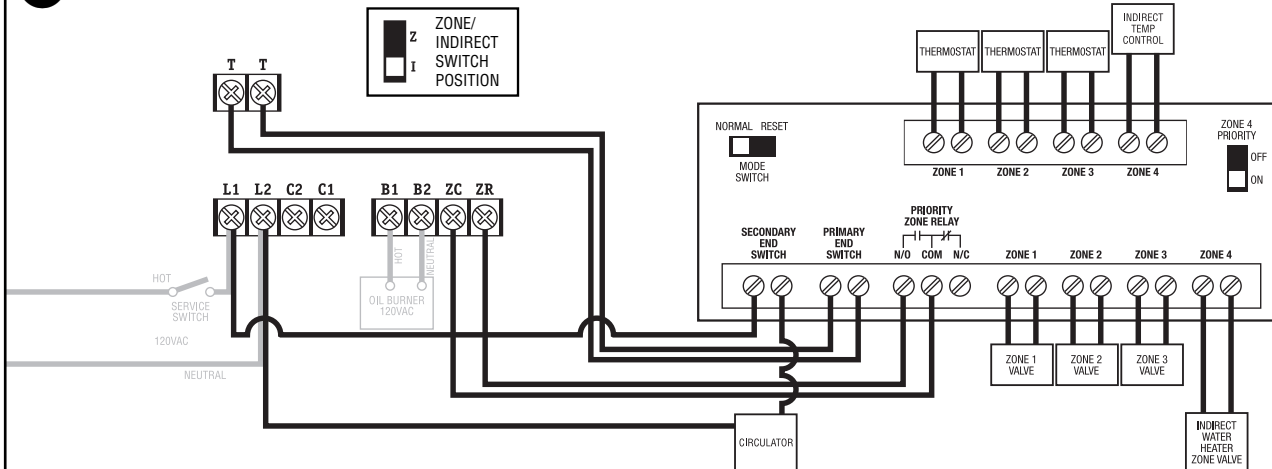 Z
I
ZONE/
INDIRECT
SWITCH
POSITION
T T
L1 L2 C2 C1
B1 B2 ZC ZR
HOT
SERVICE
SWITCH
120VAC
NEUTRAL
HOT
NEUTRAL
OIL BURNER
120VAC
THERMOSTAT
THERMOSTAT
THERMOSTAT
INDIRECT
TEMP
CONTROL
NORMAL RESET
MODE
SWITCH
ZONE 1 ZONE 2 ZONE 3 ZONE 4
ZONE 4
PRIORITY
OFF
ON
SECONDARY
END
SWITCH
PRIMARY
END
SWITCH
PRIORITY
ZONE RELAY
N/O COM N/C
ZONE 1 ZONE 2 ZONE 3 ZONE 4
ZONE 1
VALVE
ZONE 2
VALVE
ZONE 3
VALVE
CIRCULATOR
INDIRECT
WATER
HEATER
ZONE VALVE